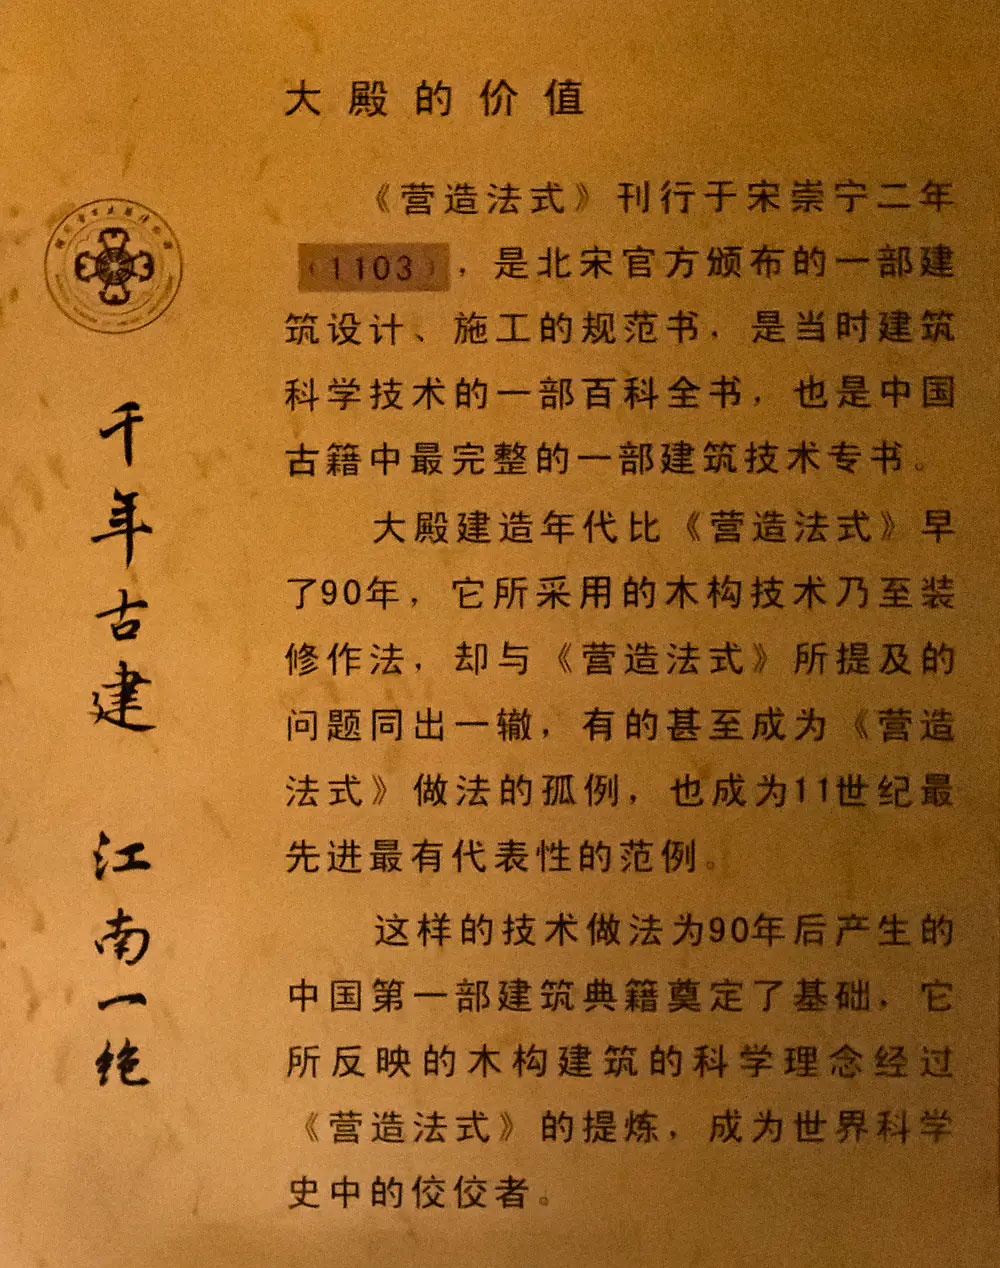 大殿的价值
《营造法式》刊行于宋崇宁二年
（1103），是北宋官方颁布的一部建
筑设计、施工的规范书，是当时建筑
科学技术的一部百科全书，也是中国
古籍中最完整的一部建筑技术专书。
大殿建造年代比《营造法式》早
了90年，它所采用的木构技术乃至装
修作法，却与《营造法式》所提及的
问题同出一辙，有的甚至成为《营造
法式》做法的孤例，也成为11世纪最
先进最有代表性的范例。
这样的技术做法为90年后产生的
中国第一部建筑典籍奠定了基础，它
所反映的木构建筑的科学理念经过
《营造法式》的提炼，成为世界科学
史中的佼佼者。
千年古建 江南一绝